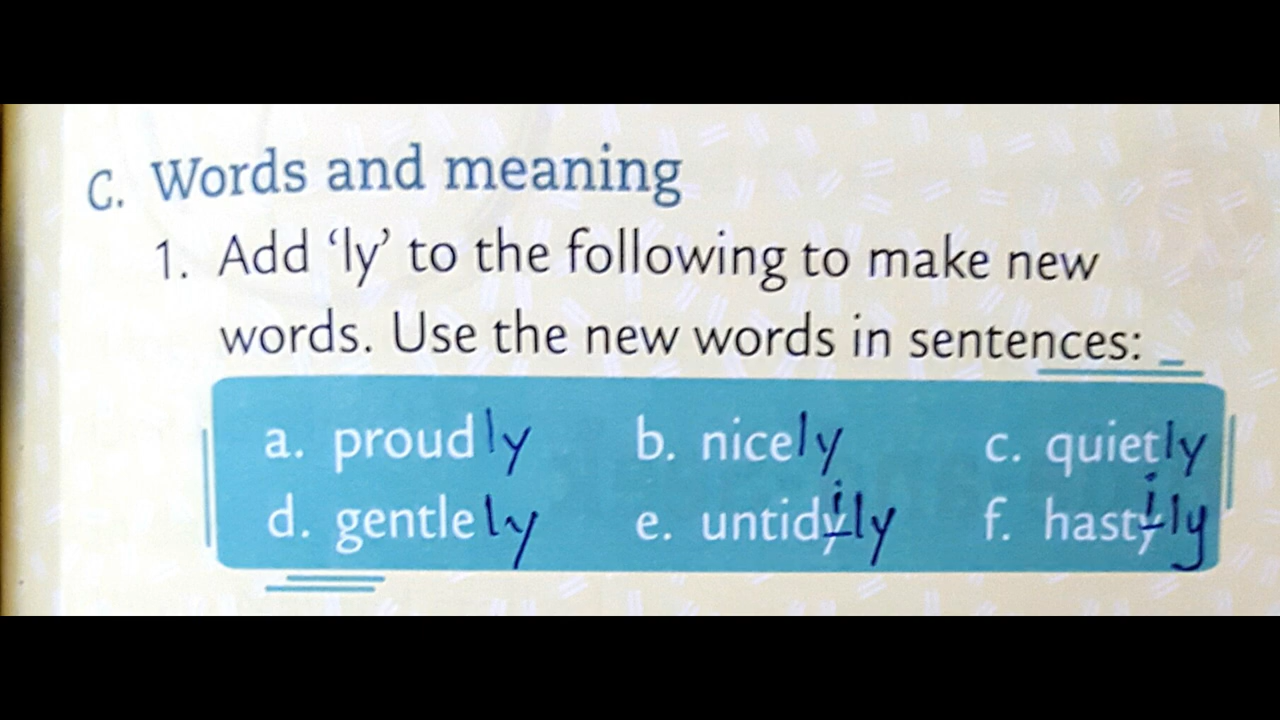 C. Words and meaning
1. Add ‘ly’ to the following to make new
words. Use the new words in sentences:
a. proudly b. nicely c. quietly
d. gentlely e. untidyily f. hastyily